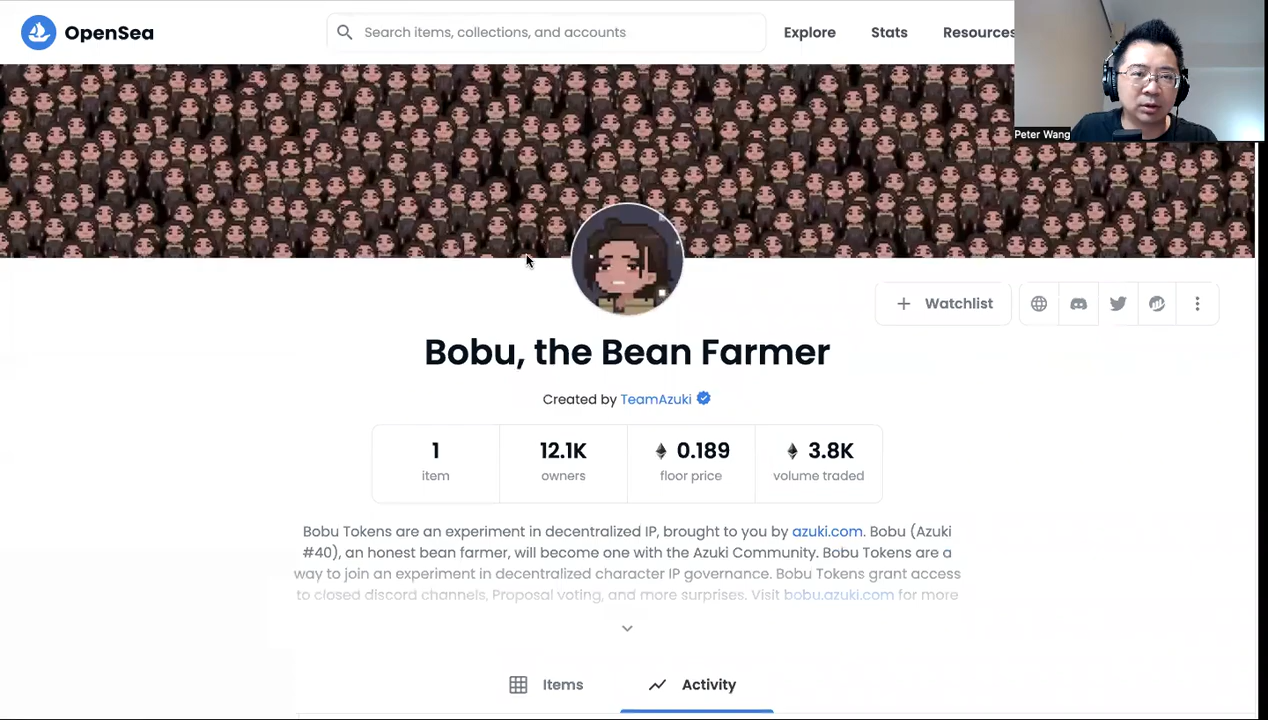 OpenSea
Search items, collections, and accounts
Explore
Stats
Resources
Peter Wang
Watchlist
Bobu, the Bean Farmer
Created by TeamAzuki
1
item
12.1K
owners
0.189
floor price
3.8K
volume traded
Bobu Tokens are an experiment in decentralized IP, brought to you by azuki.com. Bobu (Azuki
#40), an honest bean farmer, will become one with the Azuki Community. Bobu Tokens are a
way to join an experiment in decentralized character IP governance. Bobu Tokens grant access
to closed discord channels, Proposal voting, and more surprises. Visit bobu.azuki.com for more
Items
Activity